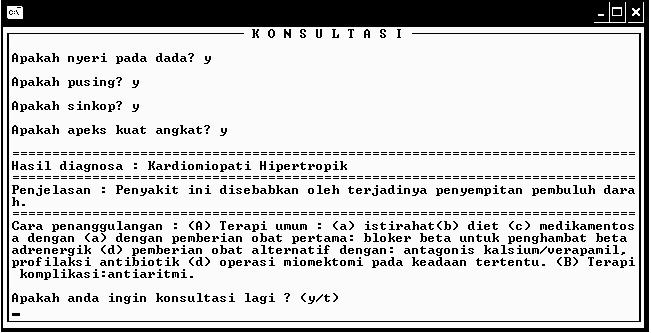 C:\
K O N S U L T A S I
Apakah nyeri pada dada? y
Apakah pusing? y
Apakah sinkop? y
Apakah apeks kuat angkat? y
================================================================================
Hasil diagnosa : Kardiomiopati Hipertropik
================================================================================
Penjelasan : Penyakit ini disebabkan oleh terjadinya penyempitan pembuluh dara
h.
================================================================================
Cara penanggulangan : (A) Terapi umum : (a) istirahat(b) diet (c) medikamentos
a dengan (a) dengan pemberian obat pertama: bloker beta untuk penghambat beta
adrenergik (d) pemberian obat alternatif dengan: antagonis kalsium/verapamil,
profilaksi antibiotik (d) operasi miomektomi pada keadaan tertentu. (B) Terapi
komplikasi:antiaritmi.
Apakah anda ingin konsultasi lagi ? (y/t)